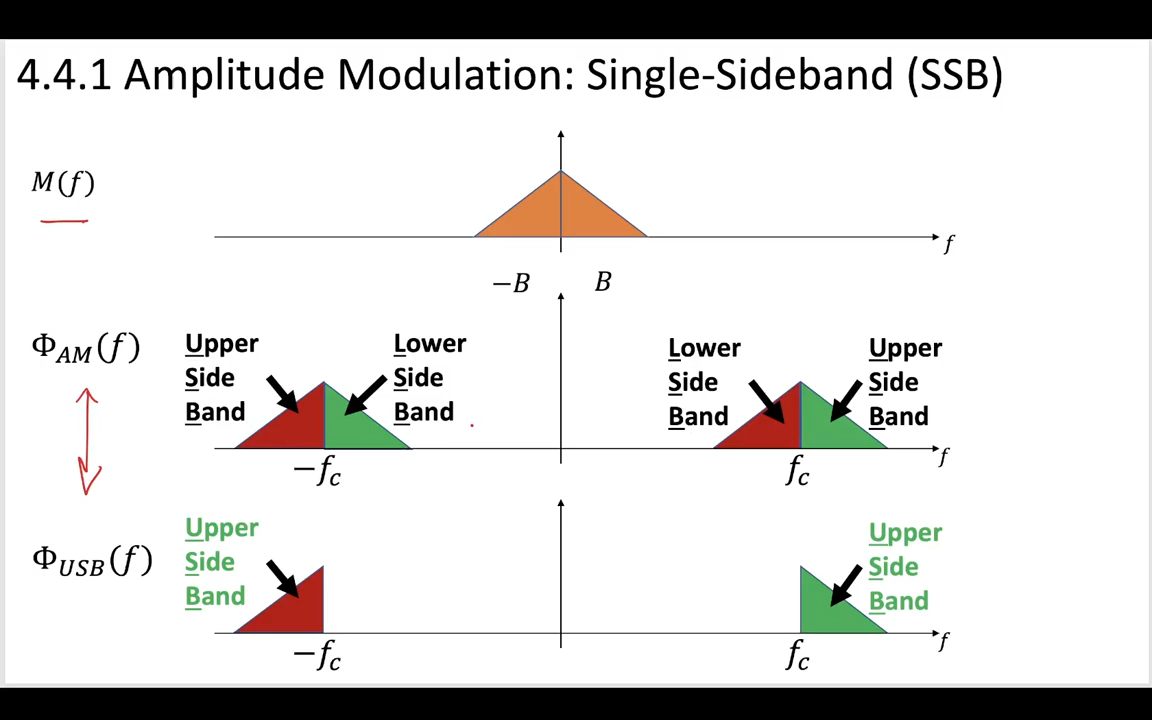 4.4.1 Amplitude Modulation: Single-Sideband (SSB)
M(f)
f
−B
B
Φ_AM(f)
Upper
Side
Band
Lower
Side
Band
Lower
Side
Band
Upper
Side
Band
−f_c
f_c
f
Φ_USB(f)
Upper
Side
Band
Upper
Side
Band
−f_c
f_c
f